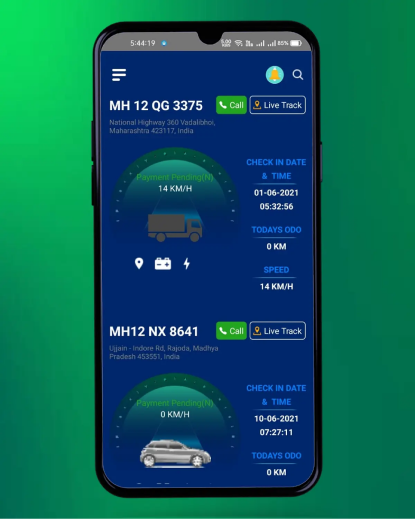 5:44:19
85%
MH 12 QG 3375
Call
Live Track
National Highway 360 Vadalibhoi,
Maharashtra 423117, India
CHECK IN DATE
& TIME
Payment Pending(N)
14 KM/H
01-06-2021
05:32:56
TODAYS ODO
0 KM
SPEED
14 KM/H
MH12 NX 8641
Call
Live Track
Ujjain - Indore Rd, Rajoda, Madhya
Pradesh 453551, India
CHECK IN DATE
& TIME
Payment Pending(N)
0 KM/H
10-06-2021
07:27:11
TODAYS ODO
0 KM